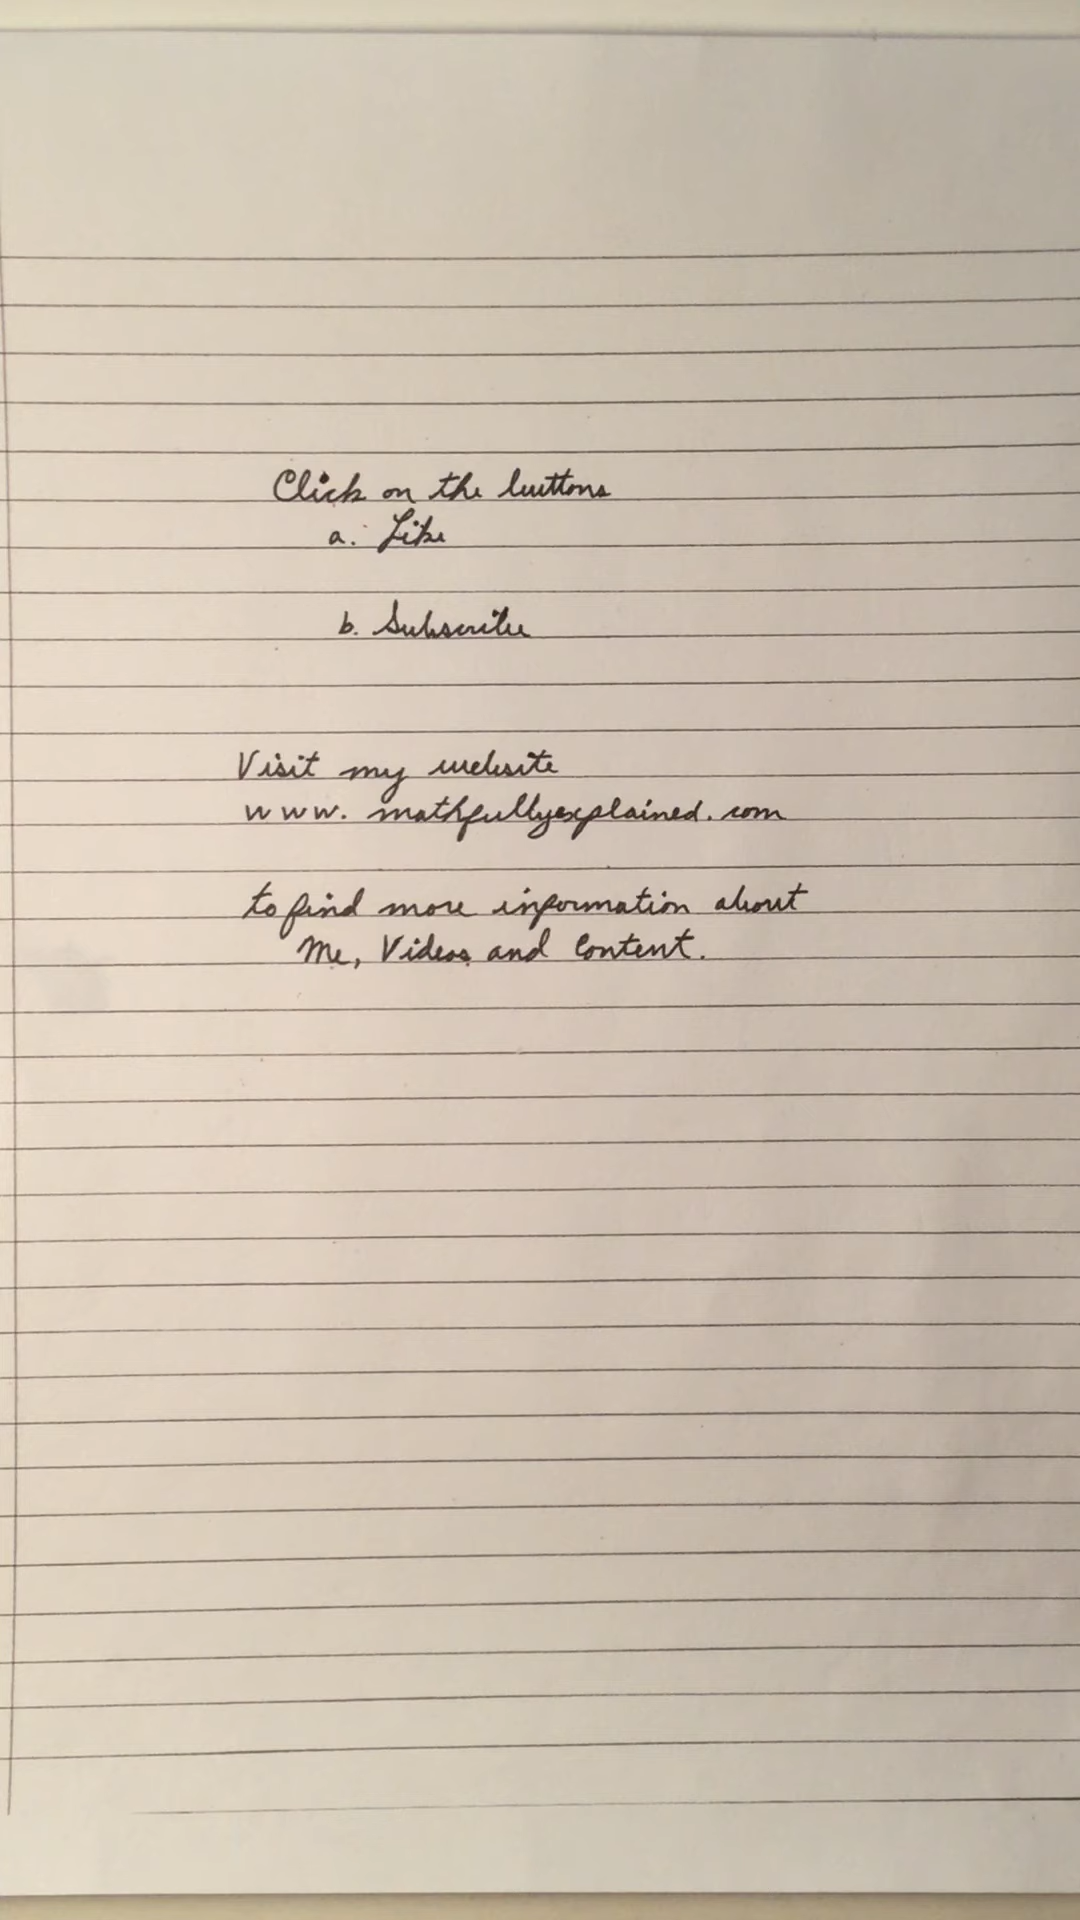 Click on the buttons
a. Like
b. Subscribe
Visit my website
www. mathfullyexplained.com
to find more information about
Me, Videos and Content.